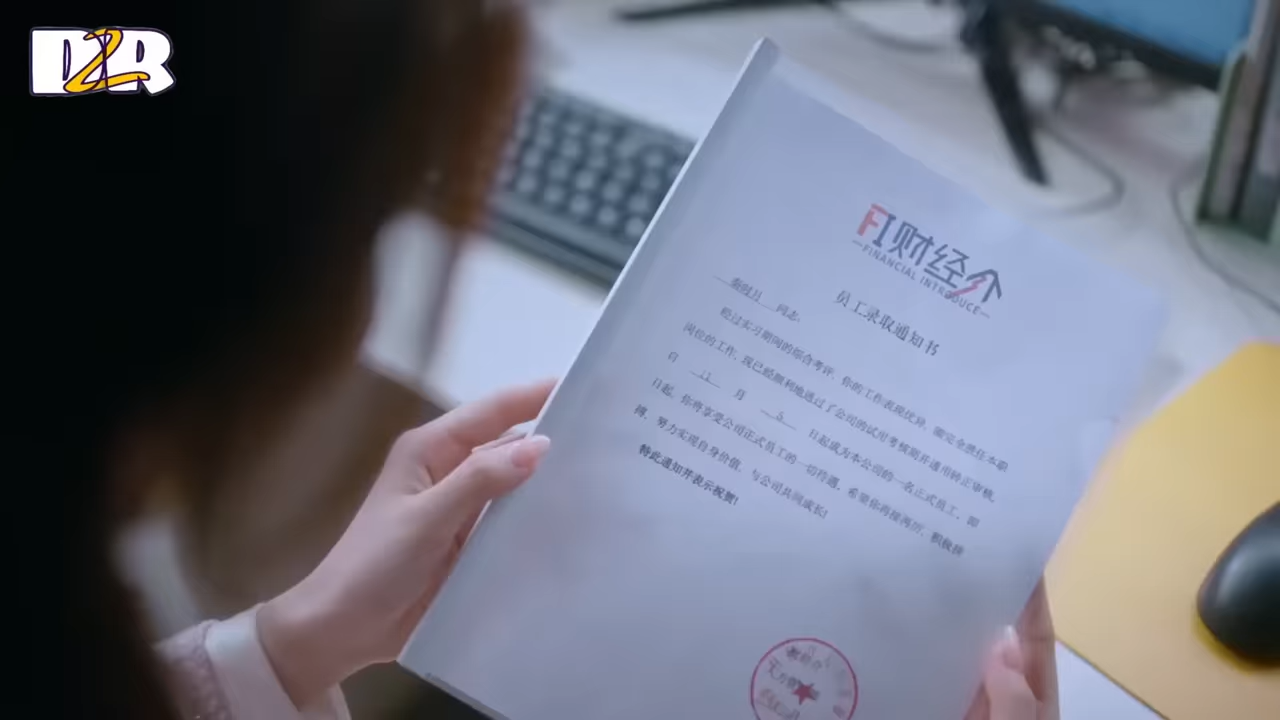 D2R
FI财经介
—FINANCIAL INTRODUCE—
员工录取通知书
秦时月 同志:
经过实习期间的综合考评,你的工作表现优异,能完全胜任本职
岗位的工作,现已经顺利地通过了公司的试用考核期并通用转正审核,
自 月 日起成为本公司的一名正式员工,即
日起,你将享受公司正式员工的一切待遇,希望你再接再厉,积极拼
搏,努力实现自身价值,与公司共同成长!
特此通知并表示祝贺!